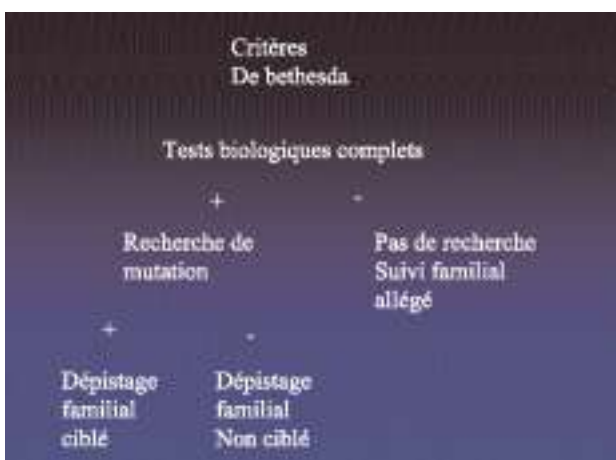 Critères
De bethesda
Tests biologiques complets
+ -
Recherche de
mutation
Pas de recherche
Suivi familial
allégé
+ -
Dépistage
familial
ciblé
Dépistage
familial
Non ciblé